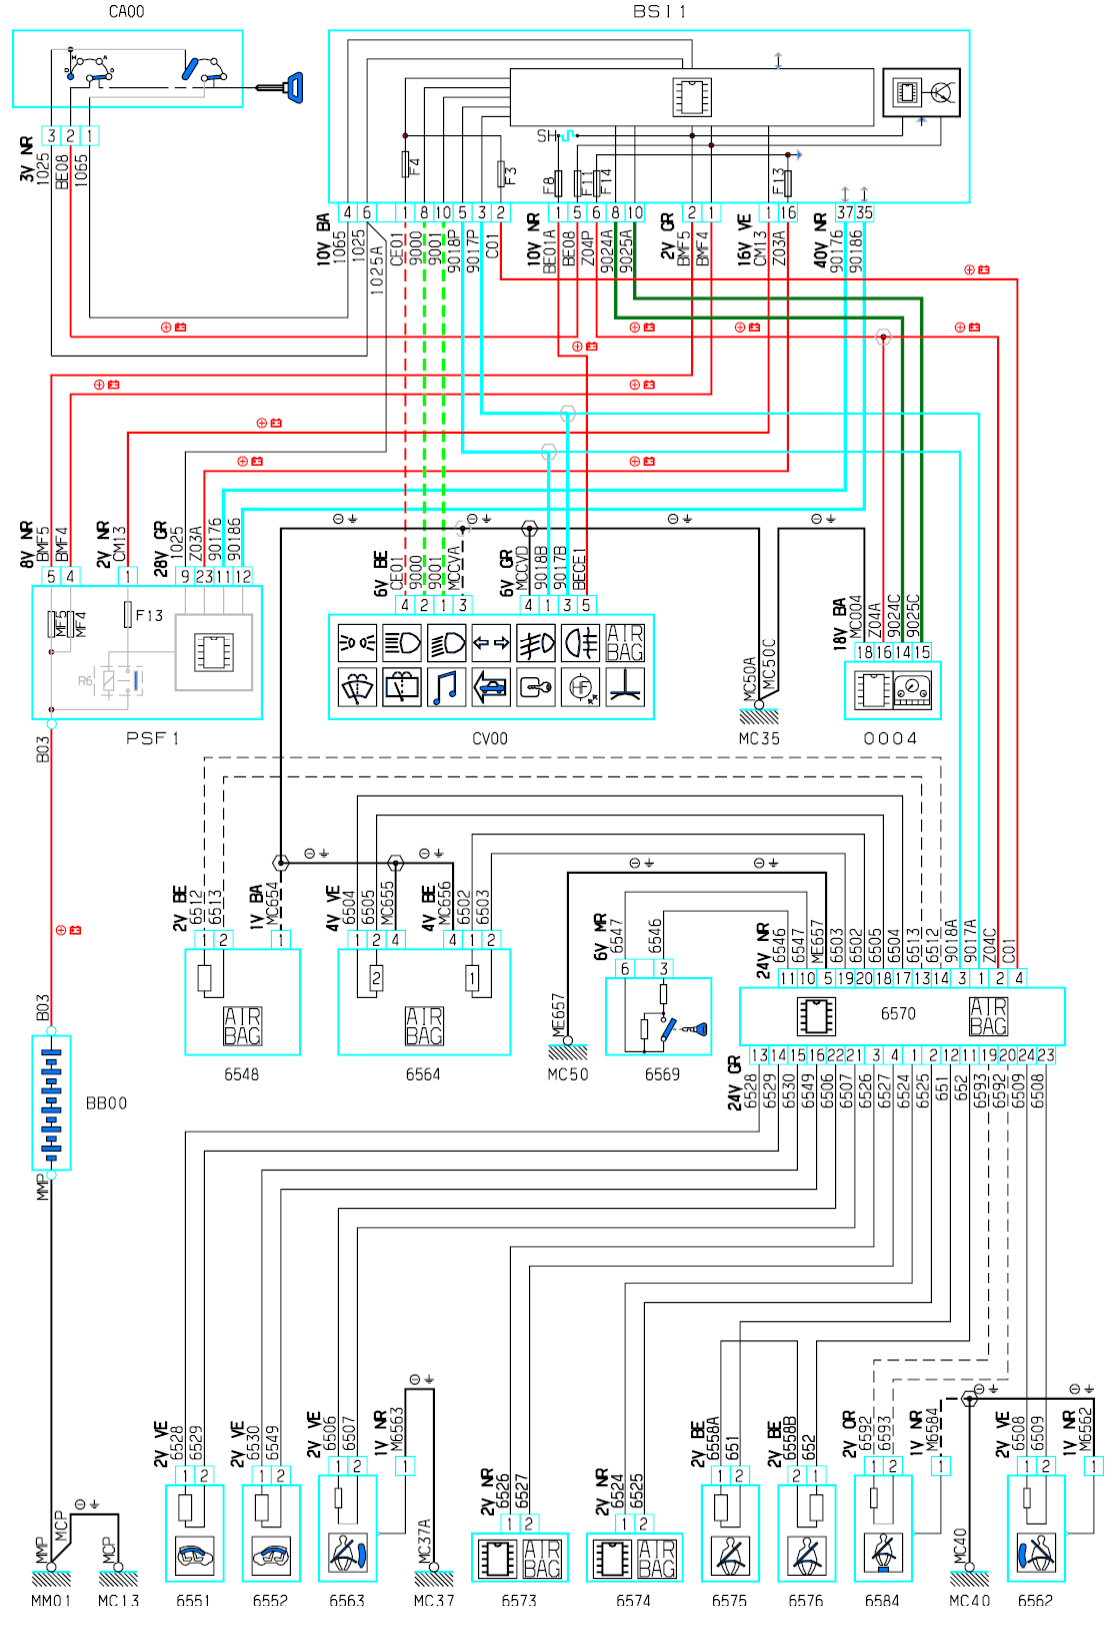 CA00
BSI1
H A
D
SH
F4
F3
F8
F11
F14
F13
3 2 1
3V NR
1025
BE08
1065
4 6 1 8 10 5 3 2
1 5 6 8 10
2 1
1 16
37 35
10V BA
1065
1025
1025A
CE01
9000
9001
9018P
9017P
C01
10V NR
BE01A
BE08
Z04P
9024A
9025A
2V GR
BMF5
BMF4
16V VE
CM13
Z03A
40V NR
90176
90186
8V NR
BMF5
BMF4
2V NR
CM13
28V GR
1025
Z03A
90176
90186
5 4
1
9 23 11 12
MF5
MF4
F13
R6
PSF1
6V BE
CE01
9000
9001
MCCVA
6V GR
MCCVD
9018B
9017B
BECE1
4 2 1 3
4 1 3 5
AIR
BAG
HF
CV00
MC50A
MC50C
MC35
18V BA
MC004
Z04A
9024C
9025C
18 16 14 15
0004
B03
B03
BB00
MMP
2V BE
6512
6513
1V BA
MC654
4V VE
6504
6505
MC655
4V BE
MC656
6502
6503
1 2
1
1 2 4
4 1 2
2
1
AIR
BAG
AIR
BAG
6548
6564
6V MR
6547
6546
6 3
ME657
MC50
6569
24V NR
6546
6547
ME657
6503
6502
6505
6504
6513
6512
9018A
9017A
Z04C
C01
11 10 5 19 20 18 17 13 14 3 1 2 4
6570
AIR
BAG
13 14 15 16 22 21 3 4 1 2 12 11 19 20 24 23
24V GR
6528
6529
6530
6549
6506
6507
6526
6527
6524
6525
651
652
6593
6592
6509
6508
2V VE
6528
6529
2V VE
6530
6549
2V VE
6506
6507
1V NR
M6563
2V NR
6526
6527
2V NR
6524
6525
2V BE
6558A
651
2V BE
6558B
652
2V OR
6592
6593
1V NR
M6584
2V VE
6508
6509
1V NR
M6562
1 2
1 2
1 2
1
1 2
1 2
1 2
2 1
1 2
1
1 2
1
MMP
MCP
MCP
MC37A
MC40
AIR
BAG
AIR
BAG
MM01
MC13
6551
6552
6563
MC37
6573
6574
6575
6576
6584
MC40
6562